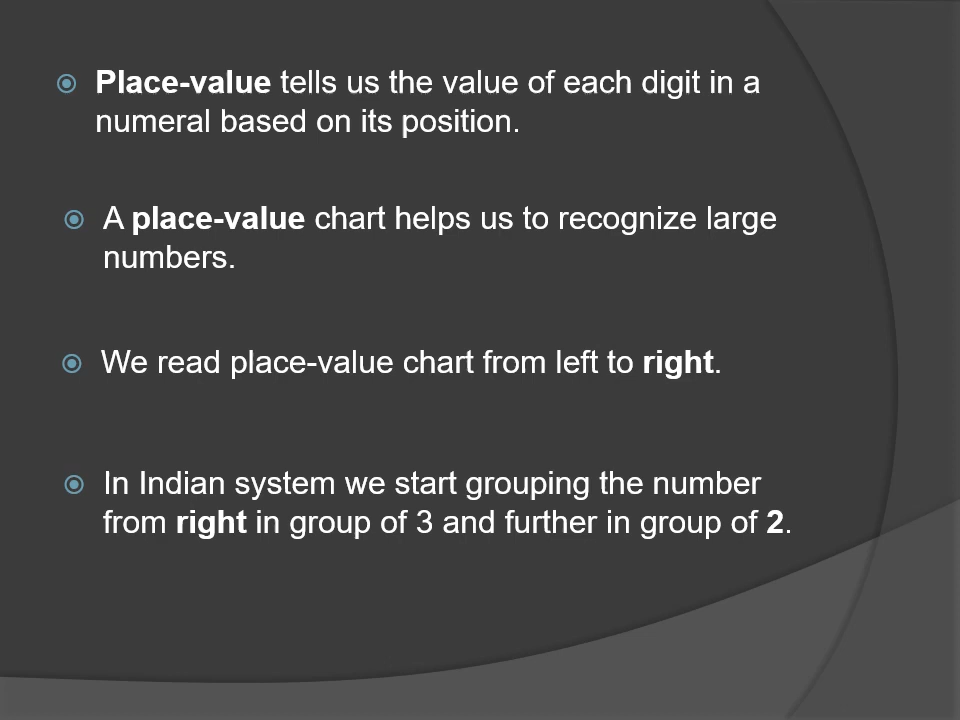 Place-value tells us the value of each digit in a
numeral based on its position.
A place-value chart helps us to recognize large
numbers.
We read place-value chart from left to right.
In Indian system we start grouping the number
from right in group of 3 and further in group of 2.